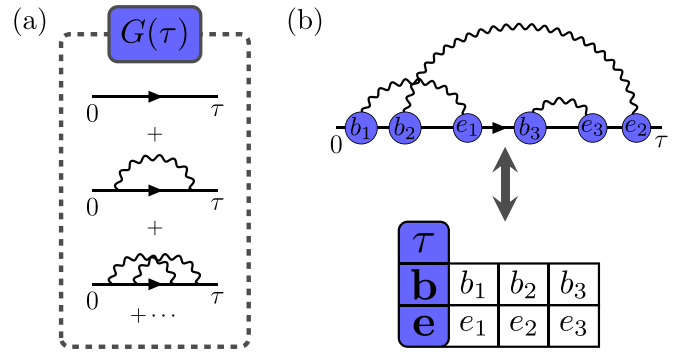 (a)
G(τ)
0 τ
+
0 τ
+
0 τ
+ ⋯
(b)
0 b₁ b₂ e₁ b₃ e₃ e₂ τ
τ
b b₁ b₂ b₃
e e₁ e₂ e₃